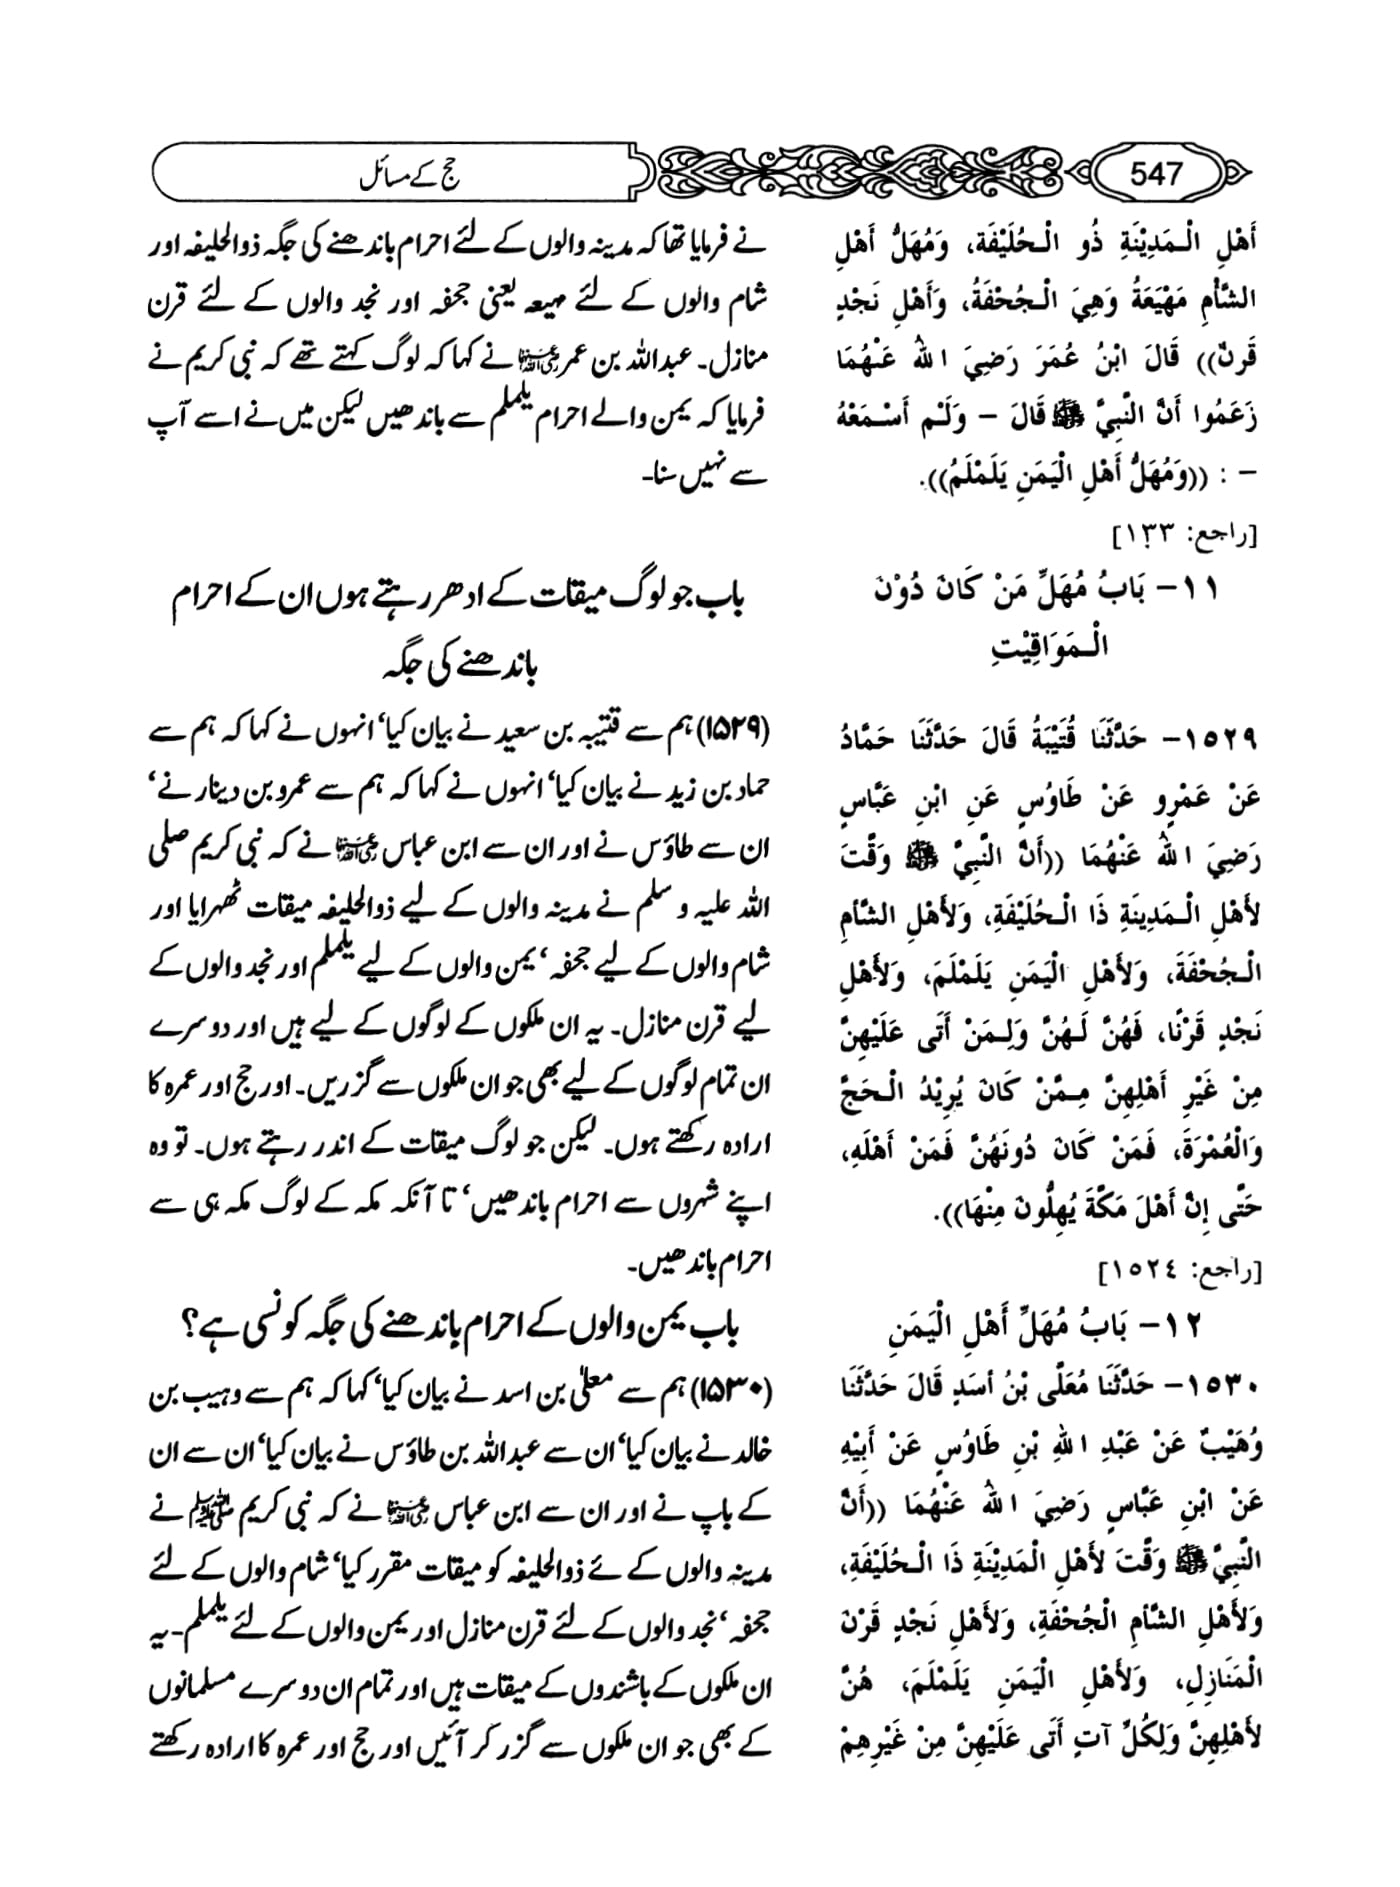 547
حج کے مسائل
أَهْلِ الْـمَدِيْنَةِ ذُو الْـحُلَيْفَة، وَمُهَلُّ أَهْلِ
الشَّأْمِ مَهْيَعَةُ وَهِيَ الْـجُحْفَةُ، وَأَهْلِ نَجْدٍ
قَرنٌ)) قَالَ ابْنُ عُمَرَ رَضِيَ اللهُ عَنْهُمَا
زَعَمُوا أَنَّ النَّبِيَّ ﷺ قَالَ – وَلَـم أَسْـمَعْهُ
– : ((وَمُهَلُّ أَهْلِ الْيَمَنِ يَلَمْلَمُ)).
[راجع: ١٣٣]
١١– بَابُ مُهَلِّ مَنْ كَانَ دُوْنَ
الْـمَوَاقِيْتِ
١٥٢٩– حَدَّثَنَا قُتَيْبَةُ قَالَ حَدَّثَنَا حَمَّادُ
عَنْ عَمْرٍو عَنْ طَاوُسٍ عَنِ ابْنِ عَبَّاسٍ
رَضِيَ اللهُ عَنْهُمَا ((أَنَّ النَّبِيَّ ﷺ وَقَّتَ
لأَهْلِ الْـمَدِينَةِ ذَا الْـحُلَيْفَةِ، وَلأَهْلِ الشَّأْمِ
الْـجُحْفَةَ، وَلأَهْلِ الْيَمَنِ يَلَمْلَمَ، وَلأَهْلِ
نَجْدٍ قَرْنًا، فَهُنَّ لَـهُنَّ وَلِـمَنْ أَتَى عَلَيْهِنَّ
مِنْ غَيْرِ أَهْلِهِنَّ مِـمَّنْ كَانَ يُرِيْدُ الْـحَجَّ
وَالْعُمْرَةَ، فَمَنْ كَانَ دُونَهُنَّ فَمَنْ أَهْلَهِ،
حَتَّى إِنَّ أَهْلَ مَكَّةَ يُهِلُّونَ مِنْهَا)).
[راجع: ١٥٢٤]
١٢– بَابُ مُهَلِّ أَهْلِ الْيَمَنِ
١٥٣٠– حَدَّثَنَا مُعَلَّى بْنُ أسَدٍ قَالَ حَدَّثَنَا
وُهَيْبٌ عَنْ عَبْدِ اللهِ بْنِ طَاوُسٍ عَنْ أَبِيْهِ
عَنْ ابْنِ عَبَّاسٍ رَضِيَ اللهُ عَنْهُمَا ((أَنَّ
النَّبِيَّ ﷺ وَقَّتَ لأَهْلِ الْمَدِيْنَةِ ذَا الْـحُلَيْفَةِ،
وَلأَهْلِ الشَّأمِ الْجُحْفَةِ، وَلأَهْلِ نَجْدٍ قَرْنَ
الْمَنَازِلِ، وَلأَهْلِ الْيَمَنِ يَلَمْلَمَ، هُنَّ
لأَهْلِهِنَّ وَلِكُلِّ آتٍ أَتَى عَلَيْهِنَّ مِنْ غَيْرِهِمْ
نے فرمایا تھا کہ مدینہ والوں کے لئے احرام باندھنے کی جگہ ذوالحلیفہ اور
شام والوں کے لئے مہیعہ یعنی جحفہ اور نجد والوں کے لئے قرن
منازل۔ عبداللہ بن عمر رضی اللہ عنہما نے کہا کہ لوگ کہتے تھے کہ نبی کریم نے
فرمایا کہ یمن والے احرام یلملم سے باندھیں لیکن میں نے اسے آپ
سے نہیں سنا۔
باب جو لوگ میقات کے ادھر رہتے ہوں ان کے احرام
باندھنے کی جگہ
(۱۵۲۹) ہم سے قتیبہ بن سعید نے بیان کیا‘ انہوں نے کہا کہ ہم سے
حماد بن زید نے بیان کیا‘ انہوں نے کہا کہ ہم سے عمرو بن دینار نے‘
ان سے طاؤس نے اور ان سے ابن عباس رضی اللہ عنہما نے کہ نبی کریم صلی
اللہ علیہ و سلم نے مدینہ والوں کے لیے ذوالحلیفہ میقات ٹھہرایا اور
شام والوں کے لیے جحفہ‘ یمن والوں کے لیے یلملم اور نجد والوں کے
لیے قرن منازل۔ یہ ان ملکوں کے لوگوں کے لیے ہیں اور دوسرے
ان تمام لوگوں کے لیے بھی جو ان ملکوں سے گزریں۔ اور حج اور عمرہ کا
ارادہ رکھتے ہوں۔ لیکن جو لوگ میقات کے اندر رہتے ہوں۔ تو وہ
اپنے شہروں سے احرام باندھیں‘ تا آنکہ مکہ کے لوگ مکہ ہی سے
احرام باندھیں۔
باب یمن والوں کے احرام باندھنے کی جگہ کونسی ہے؟
(۱۵۳۰) ہم سے معلیٰ بن اسد نے بیان کیا‘ کہا کہ ہم سے وہیب بن
خالد نے بیان کیا‘ ان سے عبداللہ بن طاؤس نے بیان کیا‘ ان سے ان
کے باپ نے اور ان سے ابن عباس رضی اللہ عنہما نے کہ نبی کریم ﷺ نے
مدینہ والوں کے ئے ذوالحلیفہ کو میقات مقرر کیا‘ شام والوں کے لئے
جحفہ‘ نجد والوں کے لئے قرن منازل اور یمن والوں کے لئے یلملم۔ یہ
ان ملکوں کے باشندوں کے میقات ہیں اور تمام ان دوسرے مسلمانوں
کے بھی جو ان ملکوں سے گزر کر آئیں اور حج اور عمرہ کا ارادہ رکھتے